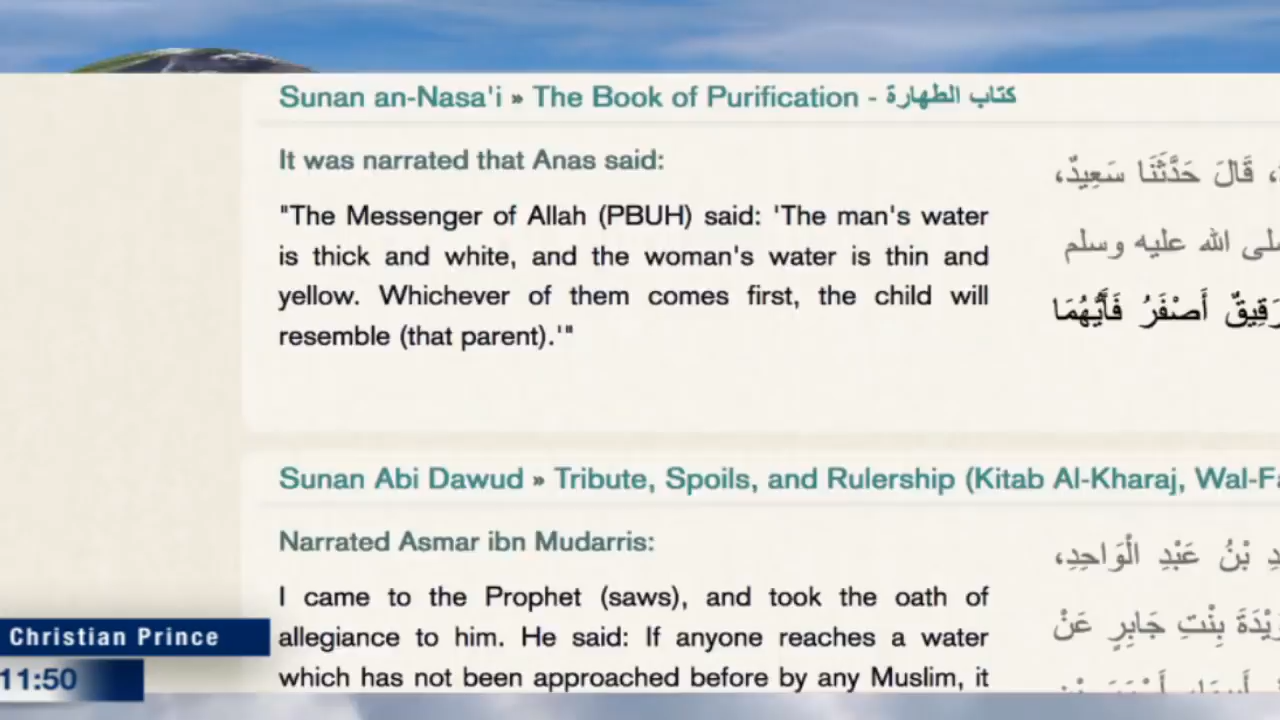 Sunan an-Nasa'i » The Book of Purification - كتاب الطهارة
It was narrated that Anas said:
"The Messenger of Allah (PBUH) said: 'The man's water
is thick and white, and the woman's water is thin and
yellow. Whichever of them comes first, the child will
resemble (that parent).'"
، قَالَ حَدَّثَنَا سَعِيدٌ،
الله عليه وسلم
رَقِيقٌ أَصْفَرُ فَأَيُّهُمَا
Sunan Abi Dawud » Tribute, Spoils, and Rulership (Kitab Al-Kharaj, Wal-Fa
Narrated Asmar ibn Mudarris:
I came to the Prophet (saws), and took the oath of
allegiance to him. He said: If anyone reaches a water
which has not been approached before by any Muslim, it
بْنُ عَبْدِ الْوَاحِدِ،
بِنْتِ جَابِرٍ عَنْ
Christian Prince
11:50